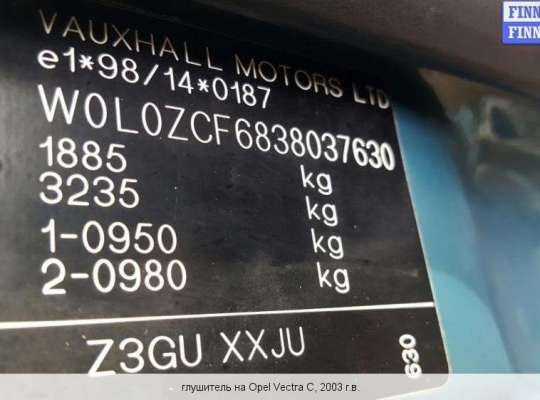 FINN
FINN
VAUXHALL MOTORS LTD
e1*98/14*0187
W0L0ZCF6838037630
1885 kg
3235 kg
1-0950 kg
2-0980 kg
Z3GU XXJU
630
глушитель на Opel Vectra C, 2003 г.в.